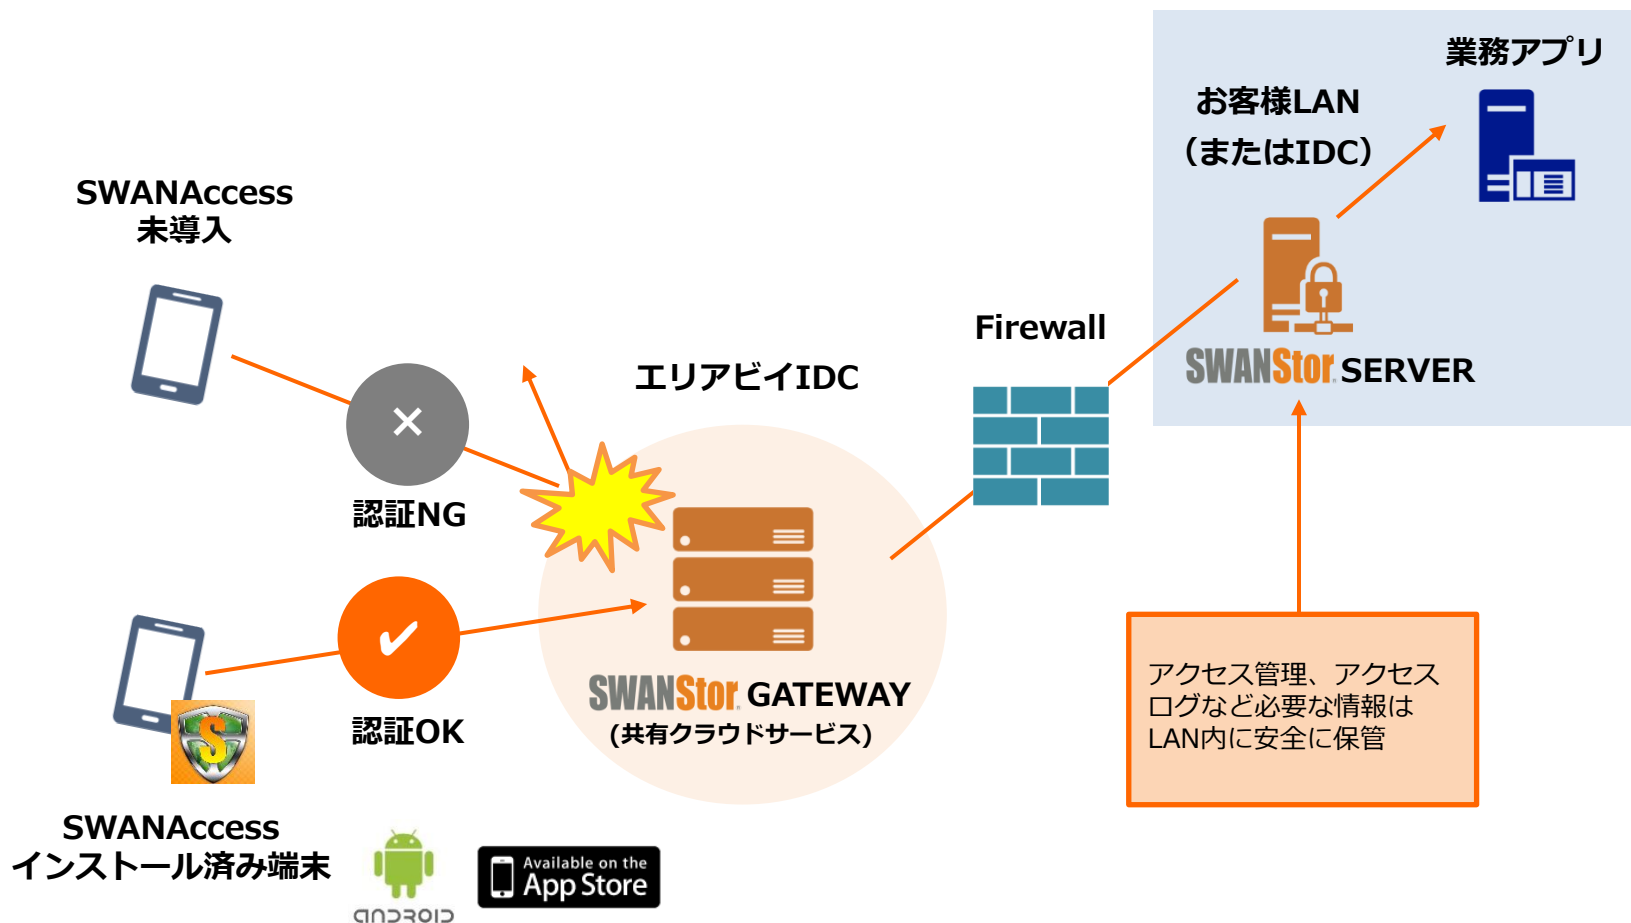 業務アプリ
お客様LAN
（またはIDC）
SWANAccess
未導入
Firewall
SWANStor SERVER
エリアビイIDC
×
認証NG
✔
認証OK
SWANStor GATEWAY
(共有クラウドサービス)
アクセス管理、アクセス
ログなど必要な情報は
LAN内に安全に保管
S
SWANAccess
インストール済み端末
ANDROID
Available on the
App Store